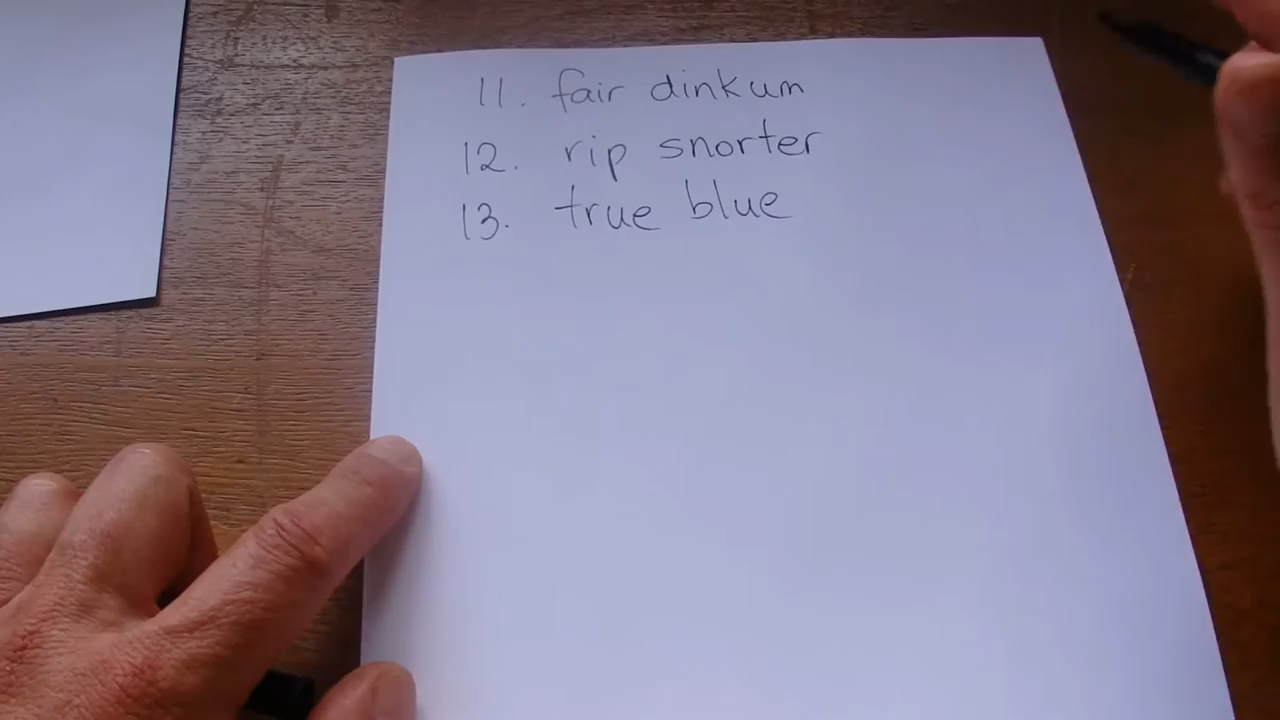 11. fair dinkum
12. rip snorter
13. true blue